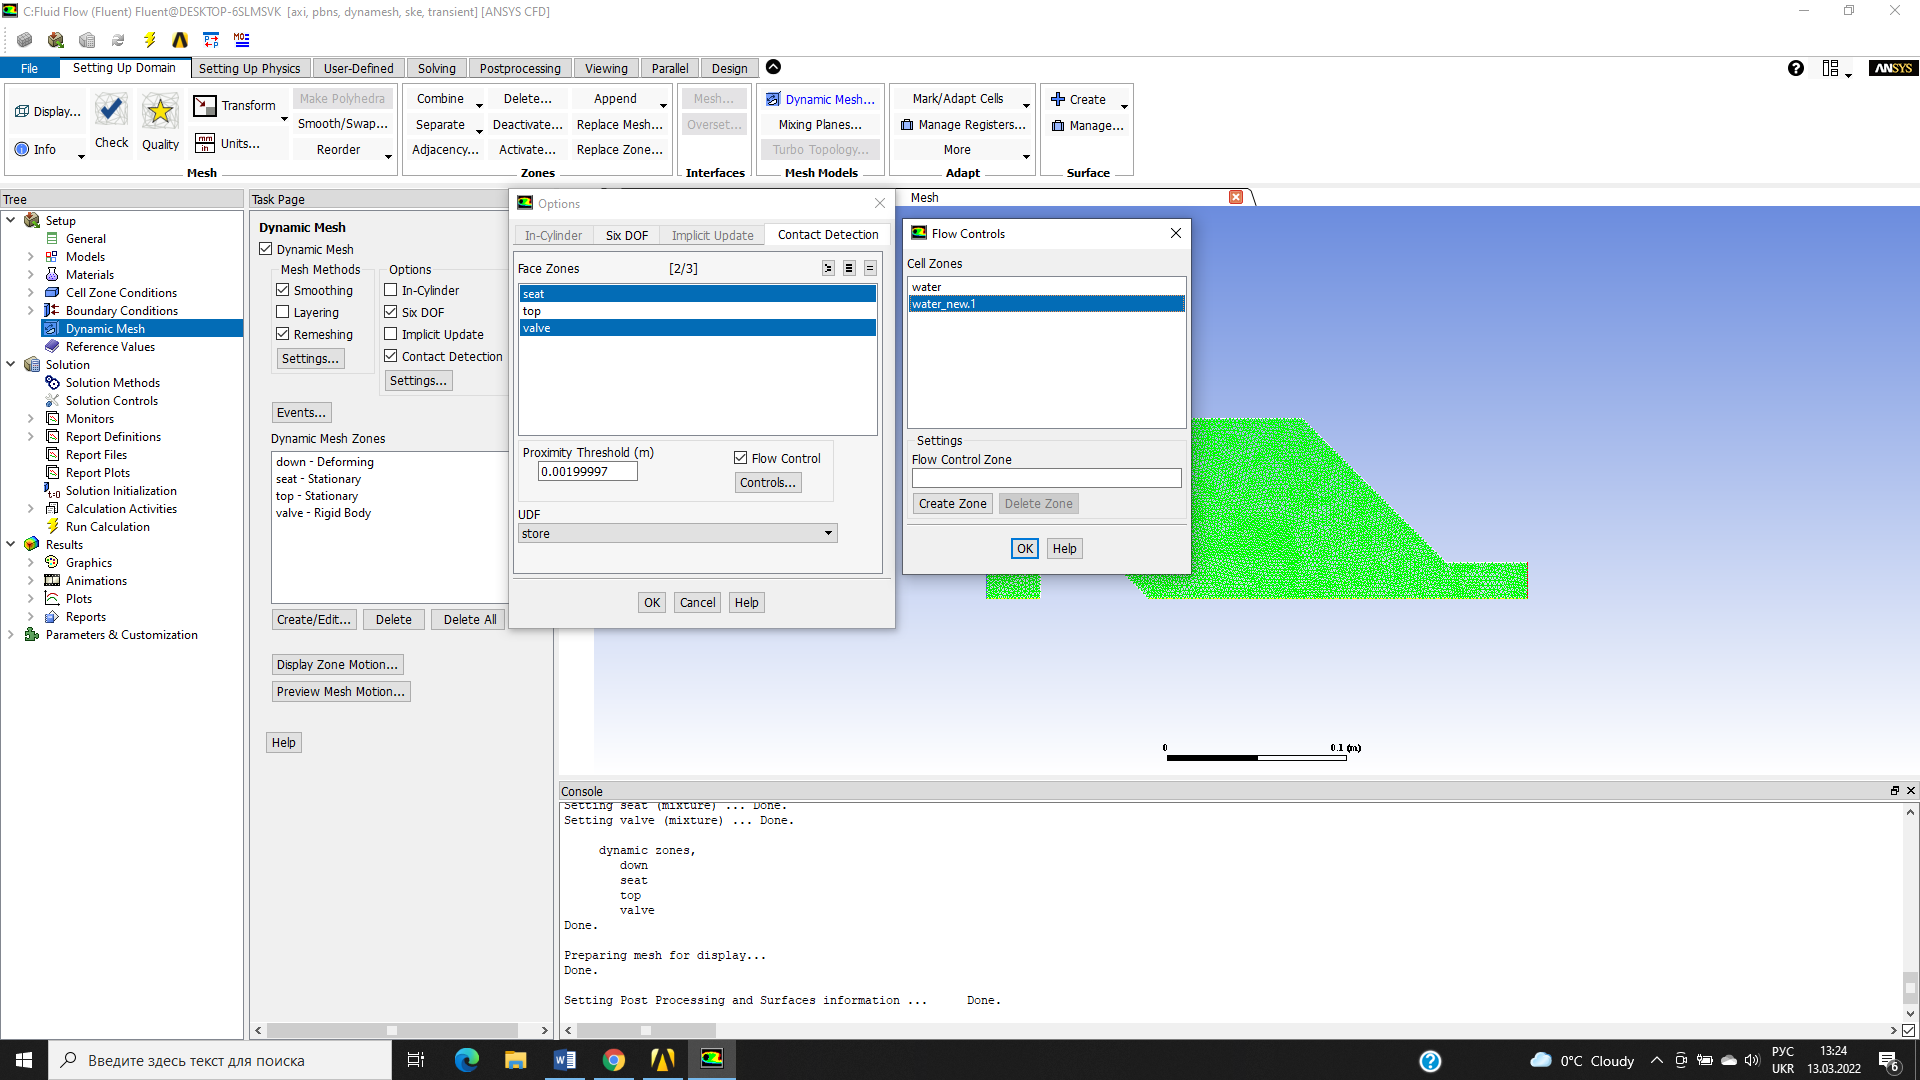 C:Fluid Flow (Fluent) Fluent@DESKTOP-6SLMSVK [axi, pbns, dynamesh, ske, transient] [ANSYS CFD]
File
Setting Up Domain
Setting Up Physics
User-Defined
Solving
Postprocessing
Viewing
Parallel
Design
ANSYS
Display...
Info
Check
Quality
Transform
Units...
Make Polyhedra
Smooth/Swap...
Reorder
Mesh
Combine
Delete...
Append
Separate
Deactivate...
Replace Mesh...
Adjacency...
Activate...
Replace Zone...
Zones
Mesh...
Overset...
Interfaces
Dynamic Mesh...
Mixing Planes...
Turbo Topology...
Mesh Models
Mark/Adapt Cells
Manage Registers...
More
Adapt
Create
Manage...
Surface
Tree
Setup
General
Models
Materials
Cell Zone Conditions
Boundary Conditions
Dynamic Mesh
Reference Values
Solution
Solution Methods
Solution Controls
Monitors
Report Definitions
Report Files
Report Plots
Solution Initialization
Calculation Activities
Run Calculation
Results
Graphics
Animations
Plots
Reports
Parameters & Customization
Task Page
Dynamic Mesh
Dynamic Mesh
Mesh Methods
Smoothing
Layering
Remeshing
Settings...
Options
In-Cylinder
Six DOF
Implicit Update
Contact Detection
Settings...
Events...
Dynamic Mesh Zones
down - Deforming
seat - Stationary
top - Stationary
valve - Rigid Body
Create/Edit...
Delete
Delete All
Display Zone Motion...
Preview Mesh Motion...
Help
Options
In-Cylinder
Six DOF
Implicit Update
Contact Detection
Face Zones [2/3]
seat
top
valve
Proximity Threshold (m)
0.00199997
Flow Control
Controls...
UDF
store
OK
Cancel
Help
Mesh
Flow Controls
Cell Zones
water
water_new.1
Settings
Flow Control Zone
Create Zone
Delete Zone
OK
Help
0
0.1 (m)
Console
Setting seat (mixture) ... Done.
Setting valve (mixture) ... Done.
dynamic zones,
down
seat
top
valve
Done.
Preparing mesh for display...
Done.
Setting Post Processing and Surfaces information ... Done.
Введите здесь текст для поиска
0°C Cloudy
РУС
UKR
13:24
13.03.2022
6